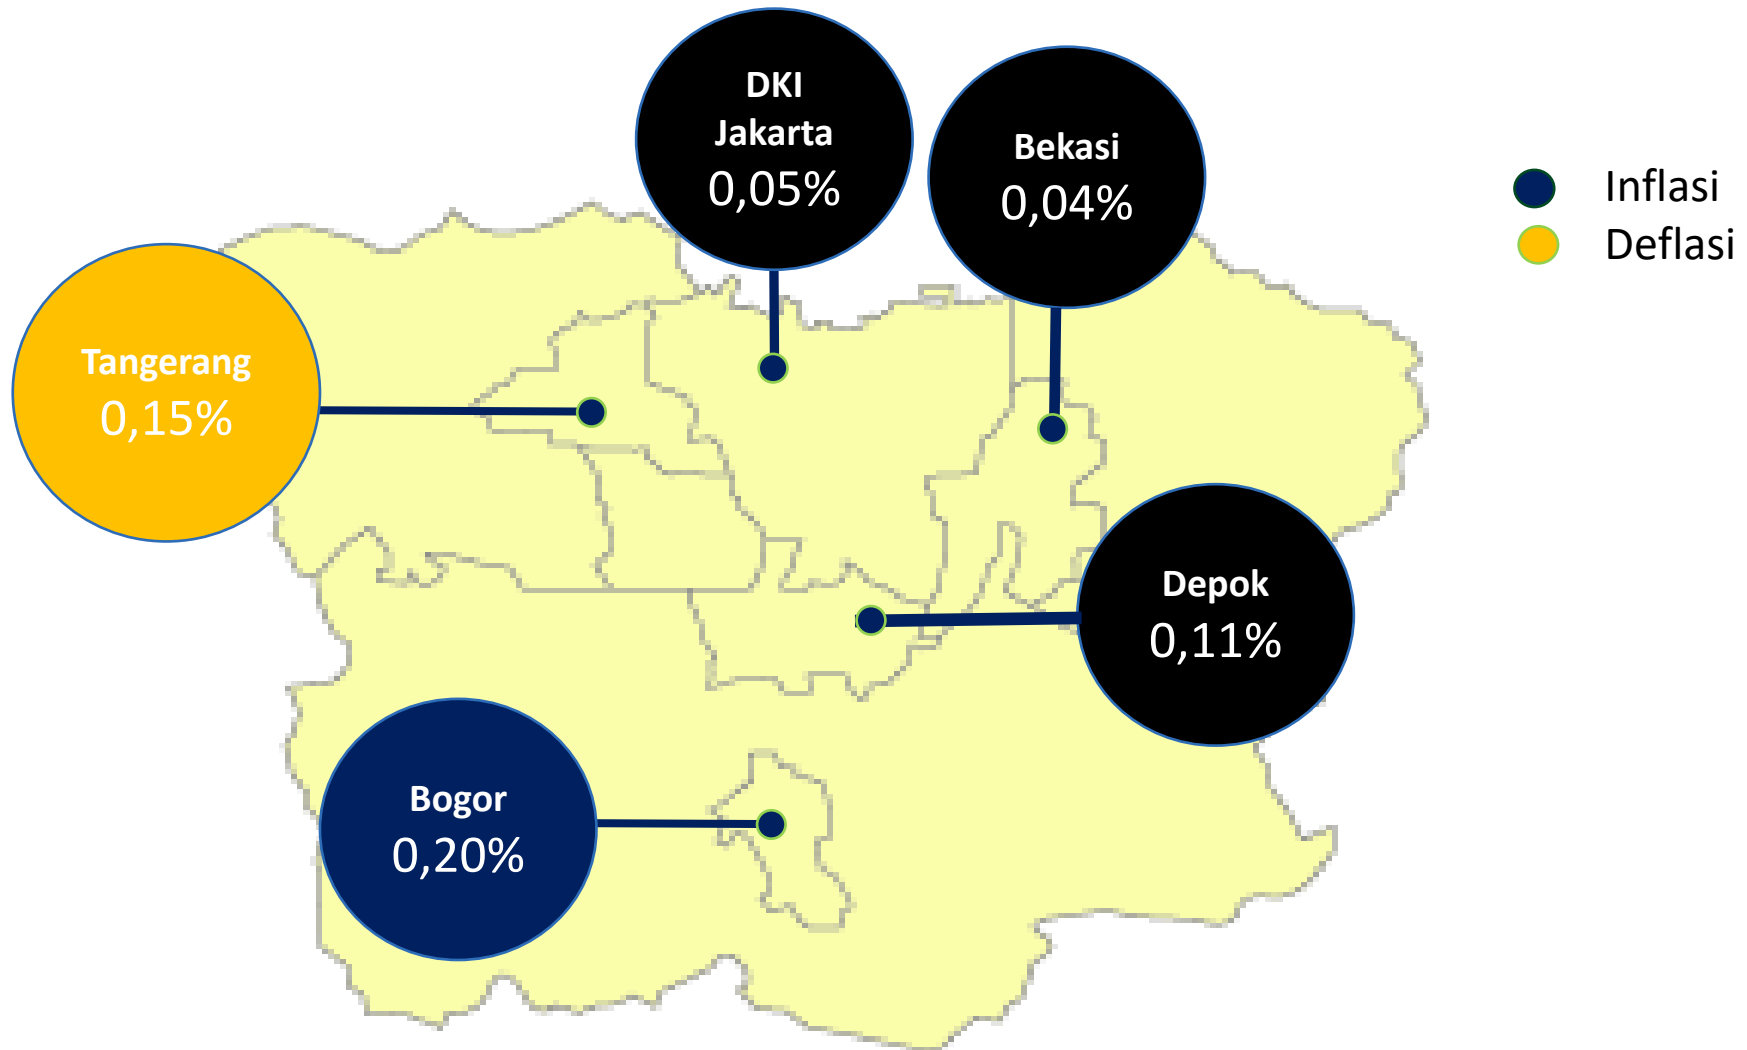 DKI
Jakarta
0,05%
Bekasi
0,04%
Inflasi
Deflasi
Tangerang
0,15%
Depok
0,11%
Bogor
0,20%